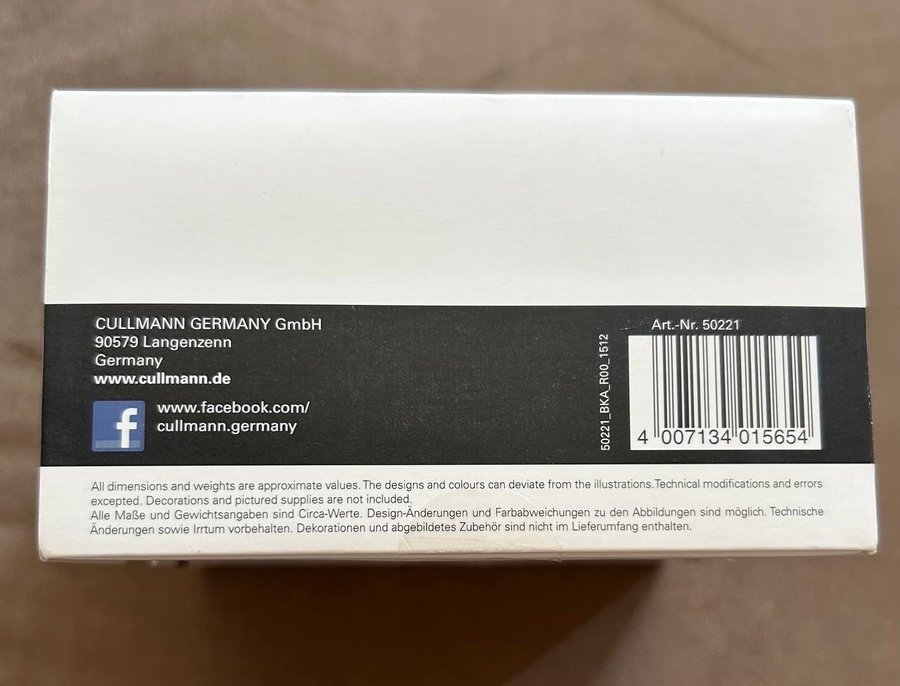 CULLMANN GERMANY GmbH
90579 Langenzenn
Germany
www.cullmann.de
f
www.facebook.com/
cullmann.germany
50221_BKA_R00_1512
Art.-Nr. 50221
4 007134 015654
All dimensions and weights are approximate values. The designs and colours can deviate from the illustrations.Technical modifications and errors
excepted. Decorations and pictured supplies are not included.
Alle Maße und Gewichtsangaben sind Circa-Werte. Design-Änderungen und Farbabweichungen zu den Abbildungen sind möglich. Technische
Änderungen sowie Irrtum vorbehalten. Dekorationen und abgebildetes Zubehör sind nicht im Lieferumfang enthalten.